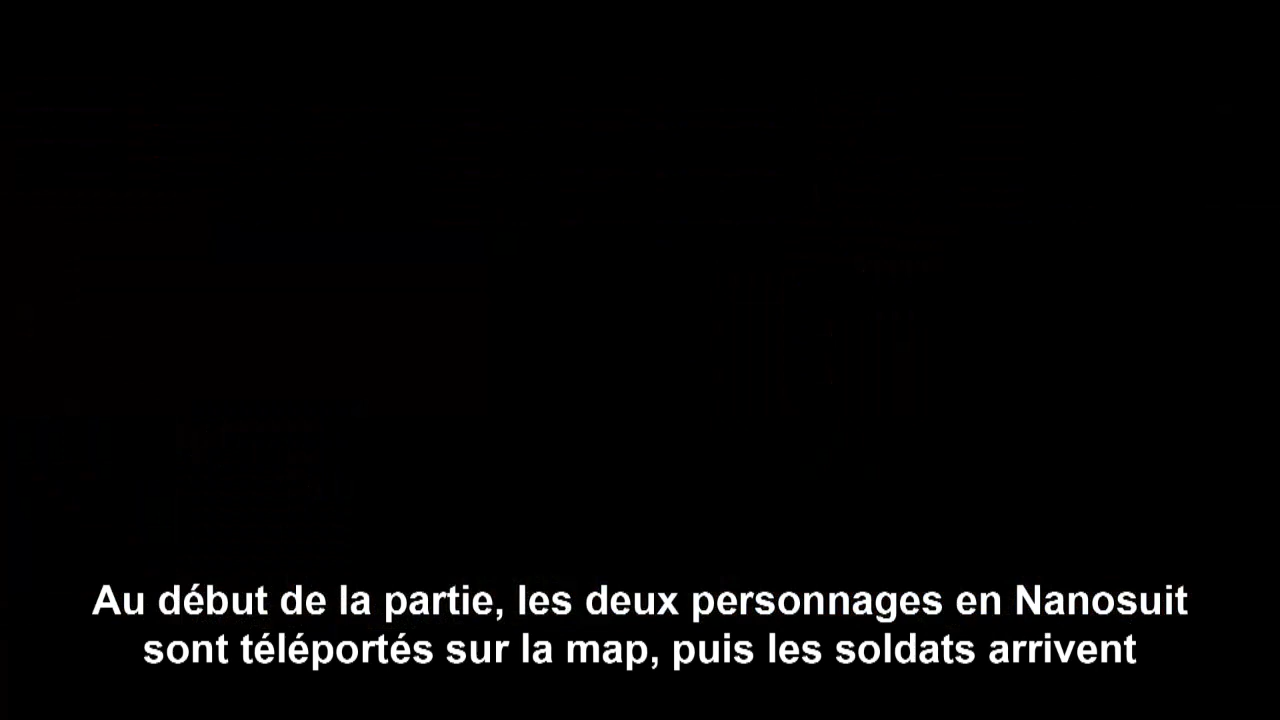 Au début de la partie, les deux personnages en Nanosuit
sont téléportés sur la map, puis les soldats arrivent